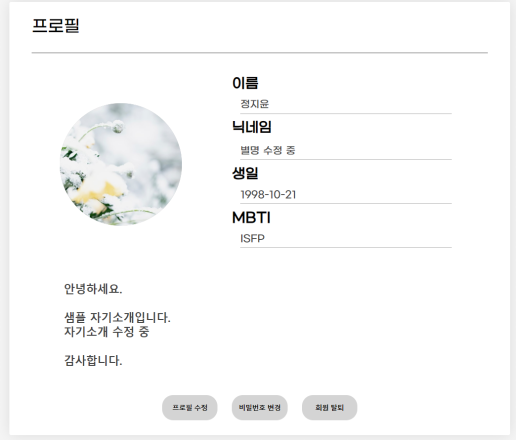 프로필
이름
정지윤
닉네임
별명 수정 중
생일
1998-10-21
MBTI
ISFP
안녕하세요.
샘플 자기소개입니다.
자기소개 수정 중
감사합니다.
프로필 수정
비밀번호 변경
회원 탈퇴